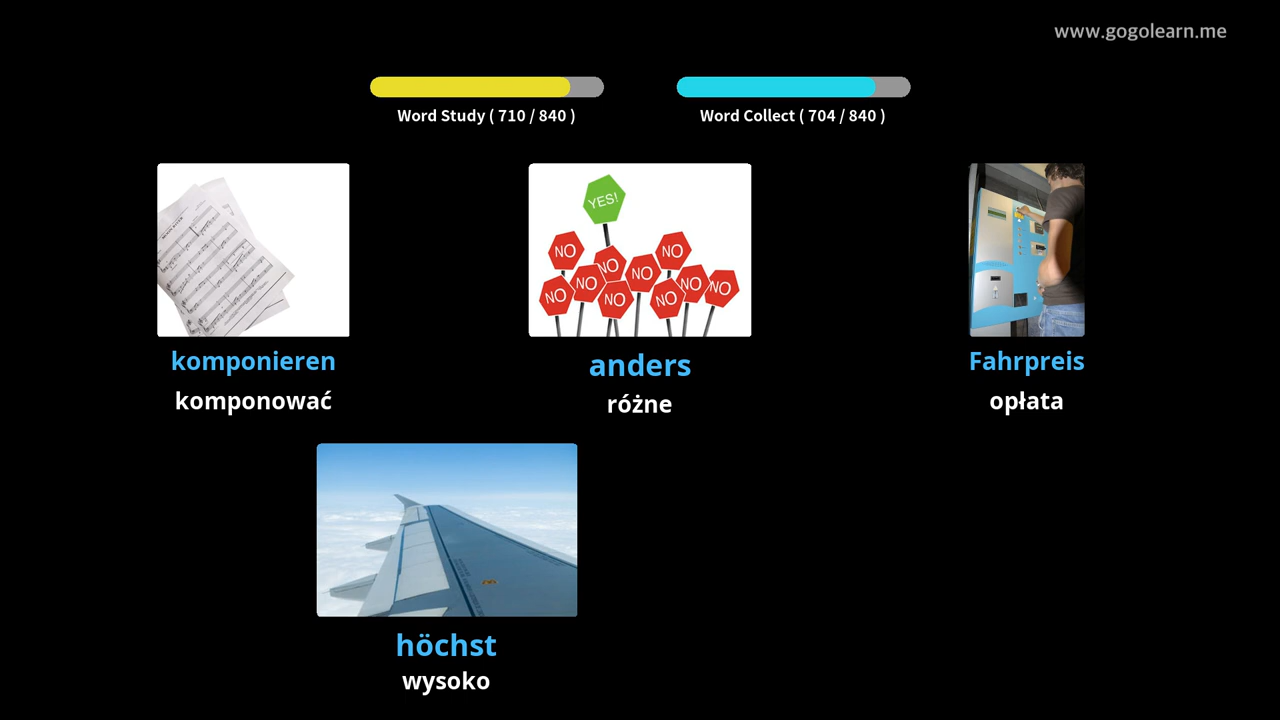 www.gogolearn.me
Word Study ( 710 / 840 )
Word Collect ( 704 / 840 )
YES!
NO
NO
NO
NO
NO
NO
NO
NO
NO
NO
komponieren
komponować
anders
różne
Fahrpreis
opłata
höchst
wysoko